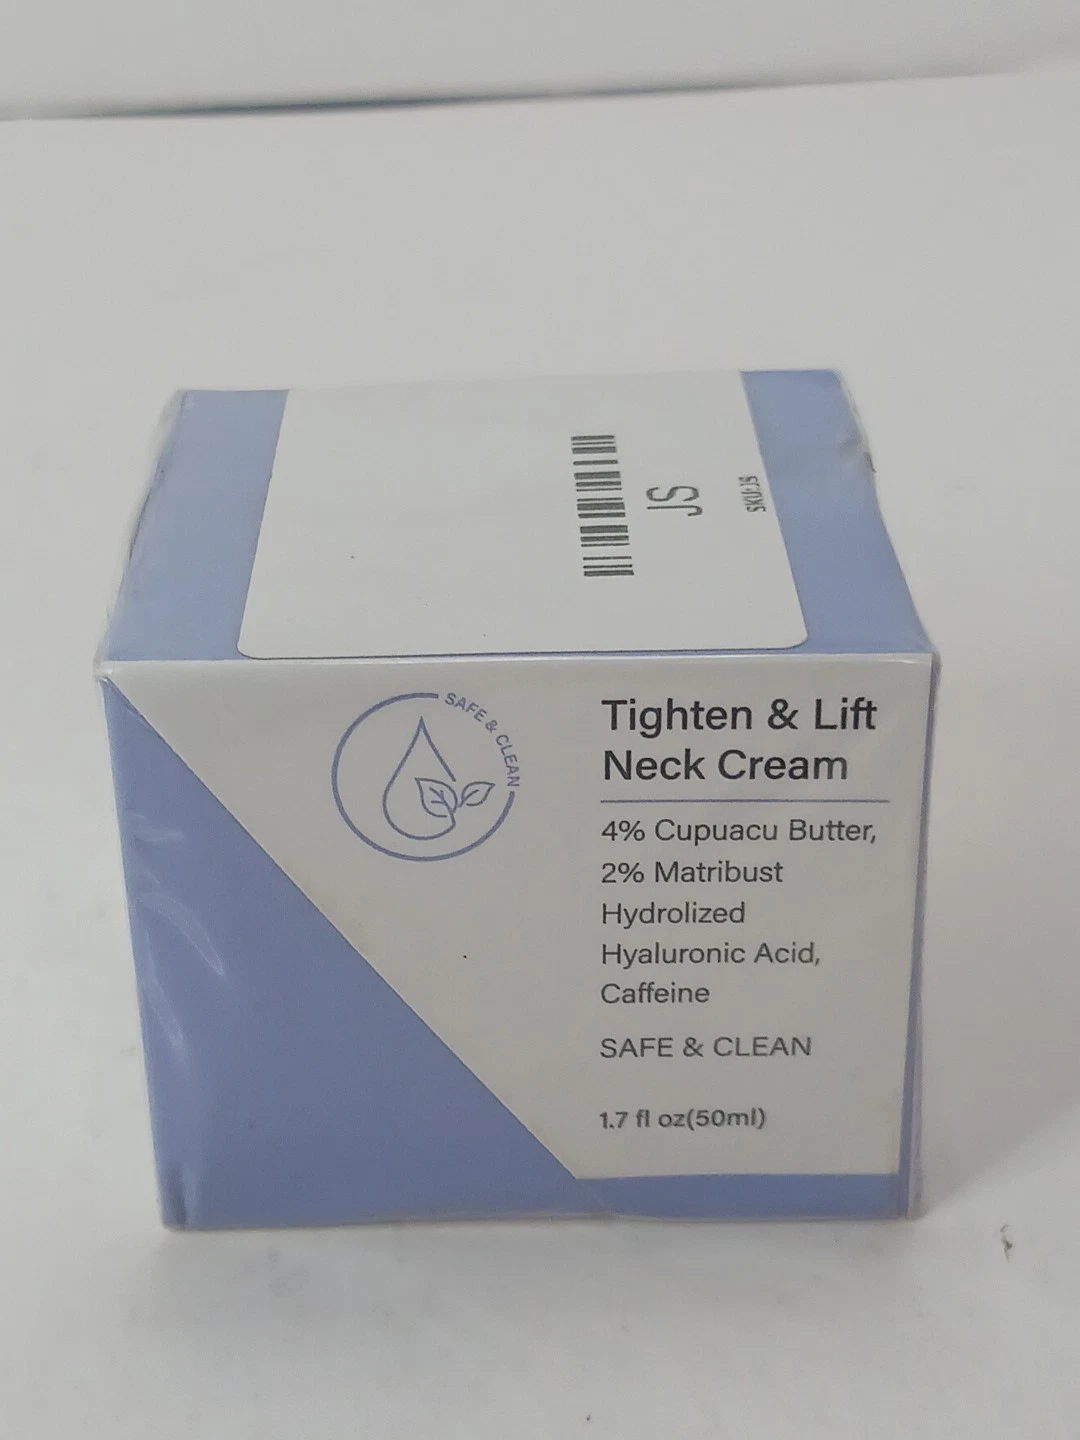 JS
SKU:JS
SAFE & CLEAN
Tighten & Lift
Neck Cream
4% Cupuacu Butter,
2% Matribust
Hydrolized
Hyaluronic Acid,
Caffeine
SAFE & CLEAN
1.7 fl oz(50ml)